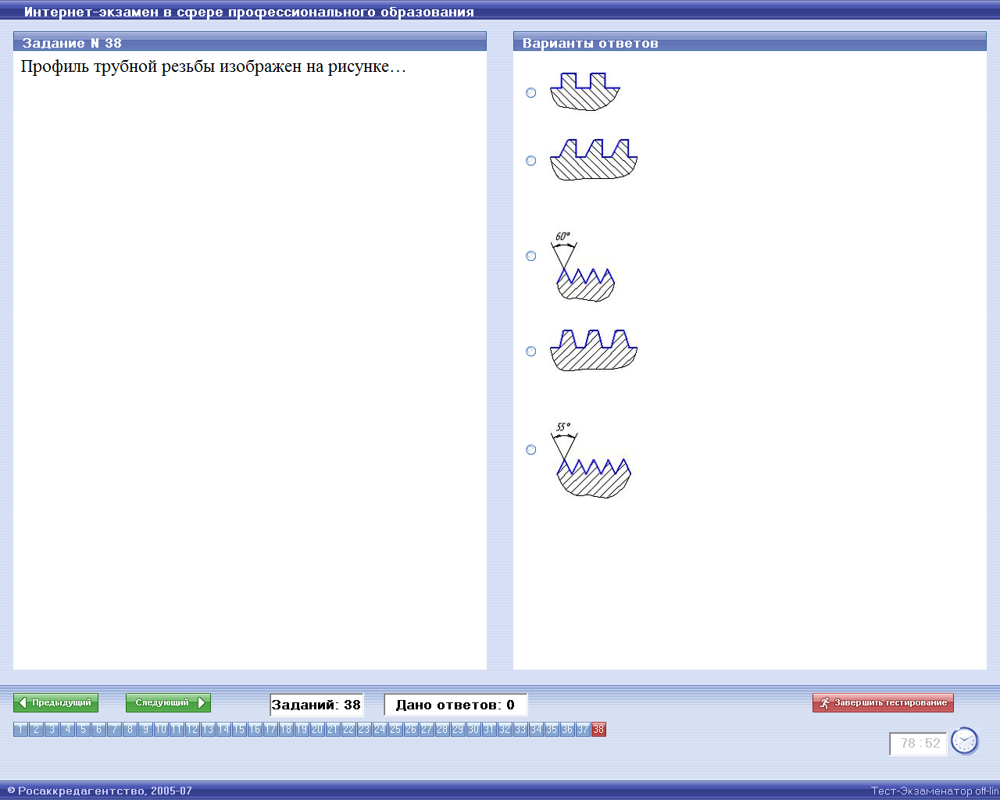 Интернет-экзамен в сфере профессионального образования
Задание N 38
Варианты ответов
Профиль трубной резьбы изображен на рисунке…
60°
55°
Предыдущий
Следующий
Заданий: 38
Дано ответов: 0
Завершить тестирование
1 2 3 4 5 6 7 8 9 10 11 12 13 14 15 16 17 18 19 20 21 22 23 24 25 26 27 28 29 30 31 32 33 34 35 36 37 38
78:52
© Росаккредагентство, 2005-07
Тест-Экзаменатор off-lin